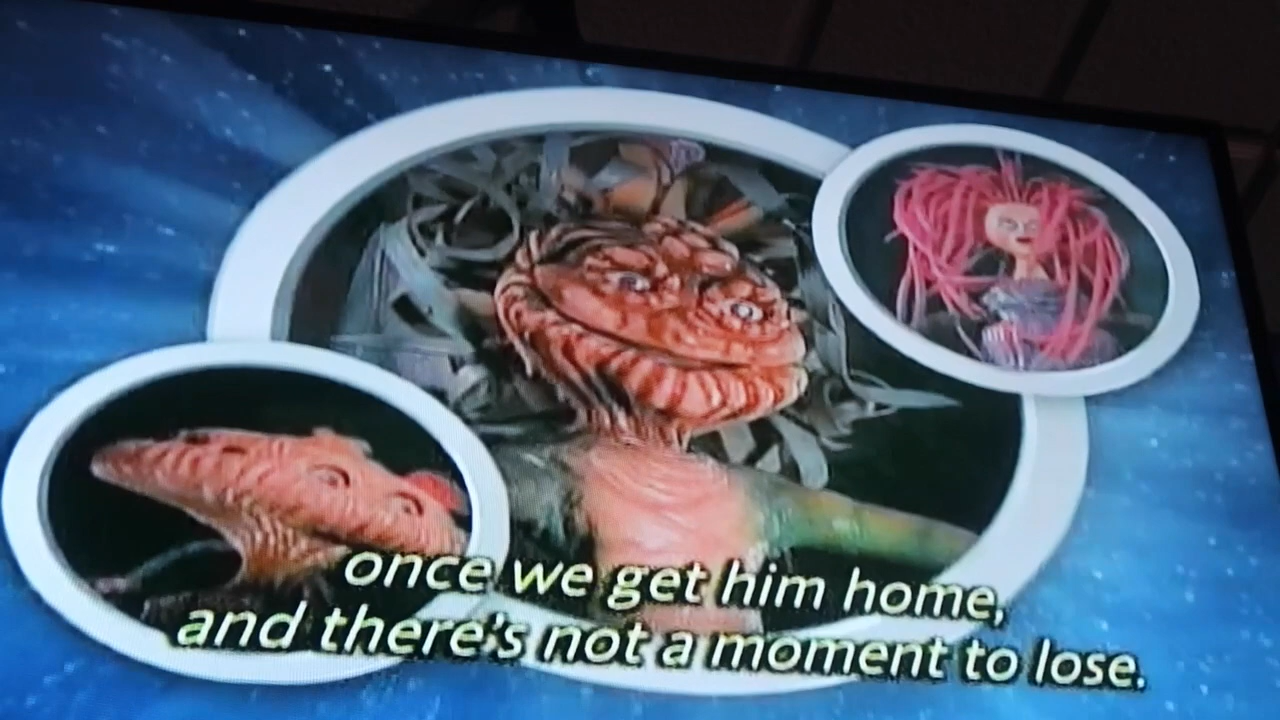 once we get him home,
and there's not a moment to lose.